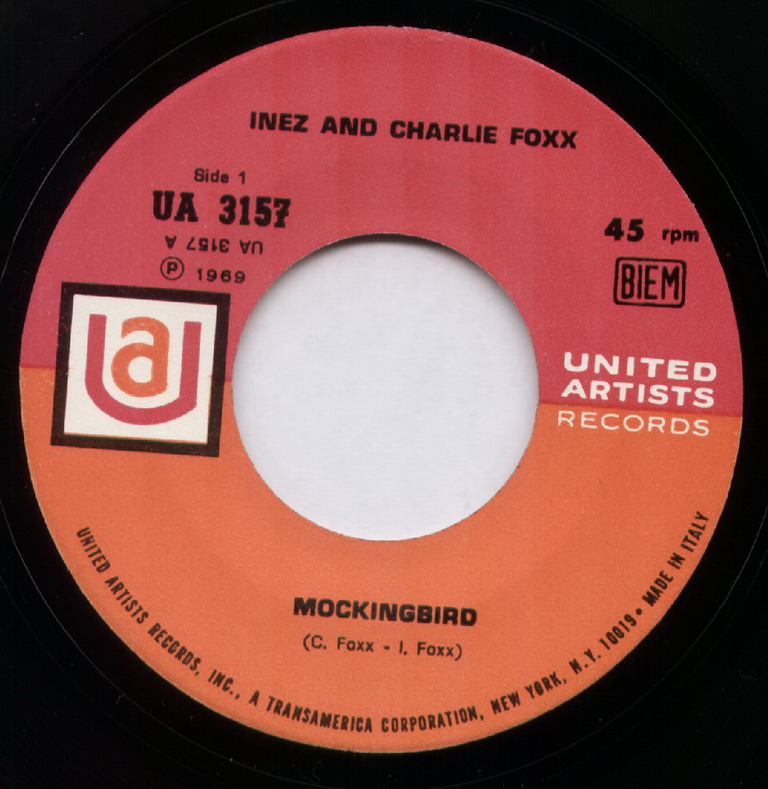 INEZ AND CHARLIE FOXX
Side 1
UA 3157
UA 3157 A
Ⓟ 1969
45 rpm
BIEM
ua
UNITED
ARTISTS
RECORDS
MOCKINGBIRD
(C. Foxx - I. Foxx)
UNITED ARTISTS RECORDS, INC., A TRANSAMERICA CORPORATION, NEW YORK, N.Y. 10019 • MADE IN ITALY